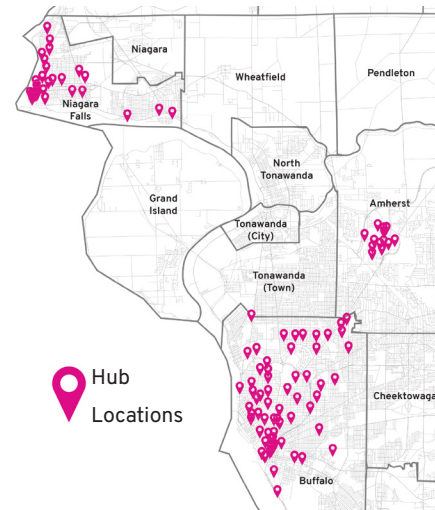 Niagara
Wheatfield
Pendleton
Niagara
Falls
North
Tonawanda
Grand
Island
Amherst
Tonawanda
(City)
Tonawanda
(Town)
Hub
Locations
Cheektowaga
Buffalo